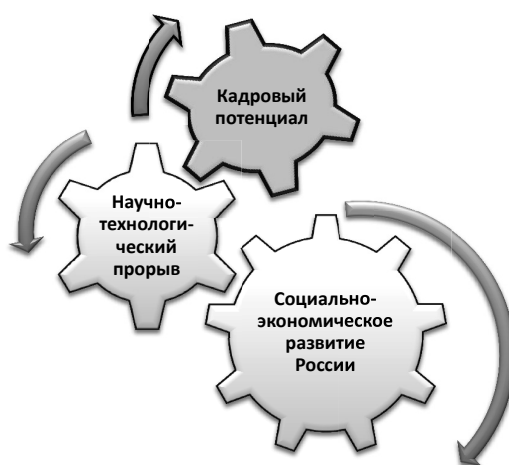 Кадровый
потенциал
Научно-
технологи-
ческий
прорыв
Социально-
экономическое
развитие
России